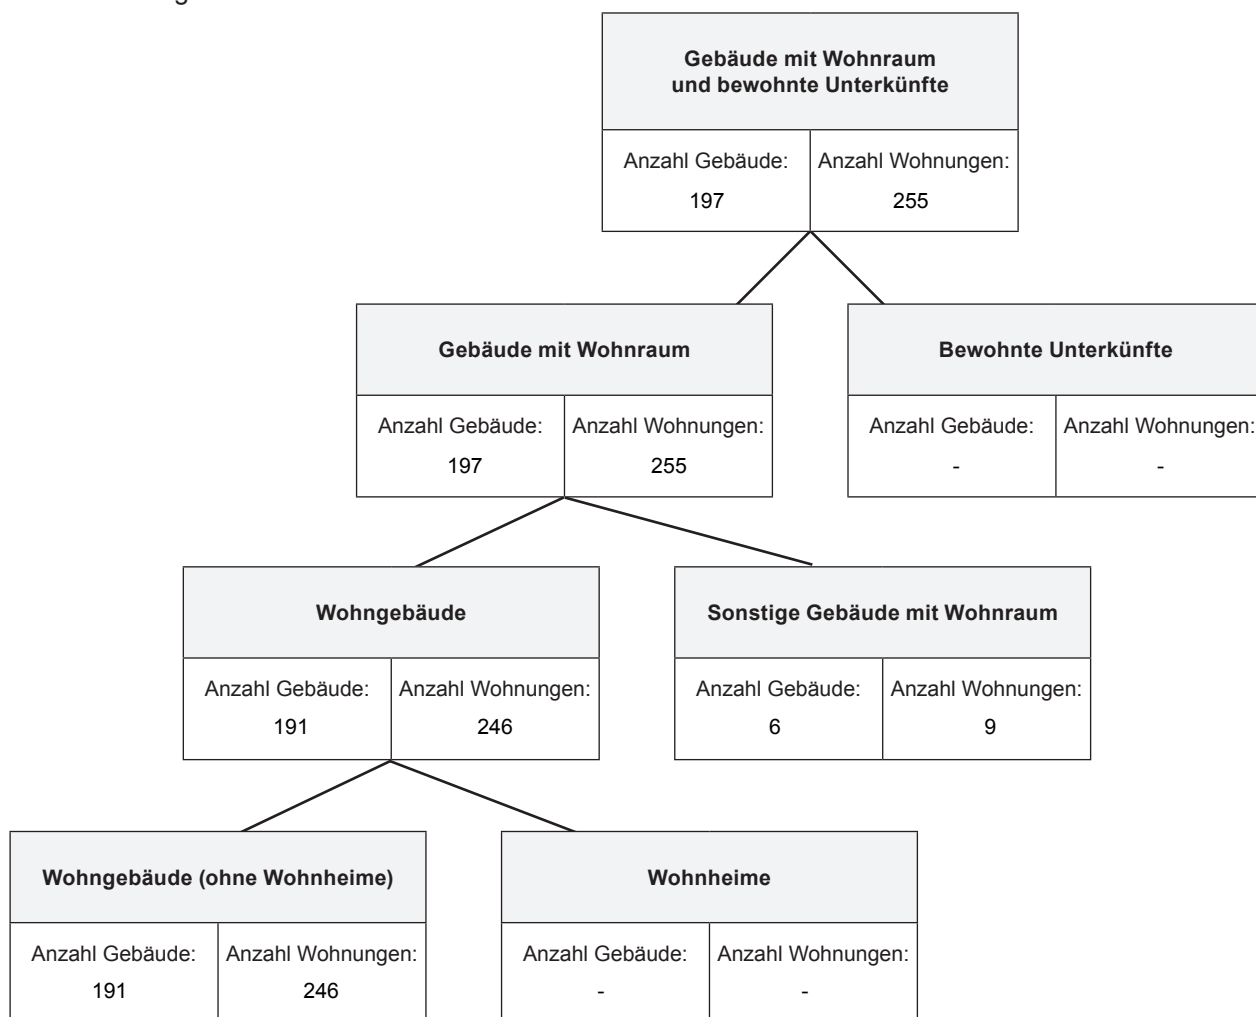 Gebäude mit Wohnraum
und bewohnte Unterkünfte
Anzahl Gebäude: Anzahl Wohnungen:
197 255
Gebäude mit Wohnraum
Anzahl Gebäude: Anzahl Wohnungen:
197 255
Bewohnte Unterkünfte
Anzahl Gebäude: Anzahl Wohnungen:
- -
Wohngebäude
Anzahl Gebäude: Anzahl Wohnungen:
191 246
Sonstige Gebäude mit Wohnraum
Anzahl Gebäude: Anzahl Wohnungen:
6 9
Wohngebäude (ohne Wohnheime)
Anzahl Gebäude: Anzahl Wohnungen:
191 246
Wohnheime
Anzahl Gebäude: Anzahl Wohnungen:
- -